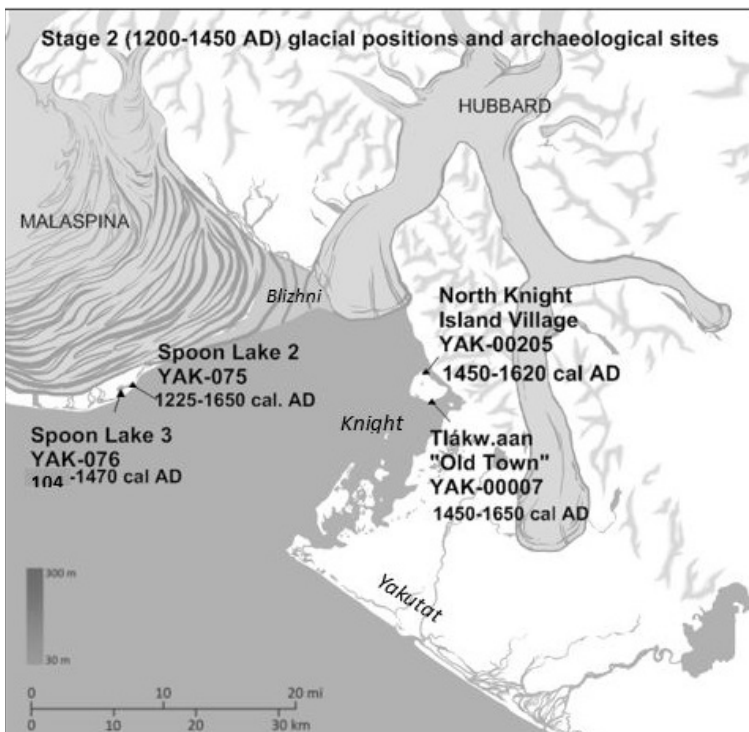 Stage 2 (1200-1450 AD) glacial positions and archaeological sites
HUBBARD
MALASPINA
Blizhni
North Knight
Island Village
YAK-00205
1450-1620 cal AD
Spoon Lake 2
YAK-075
1225-1650 cal. AD
Knight
Spoon Lake 3
YAK-076
104 -1470 cal AD
Tlákw.aan
"Old Town"
YAK-00007
1450-1650 cal AD
Yakutat
300 m
30 m
0 10 20 mi
0 10 20 30 km